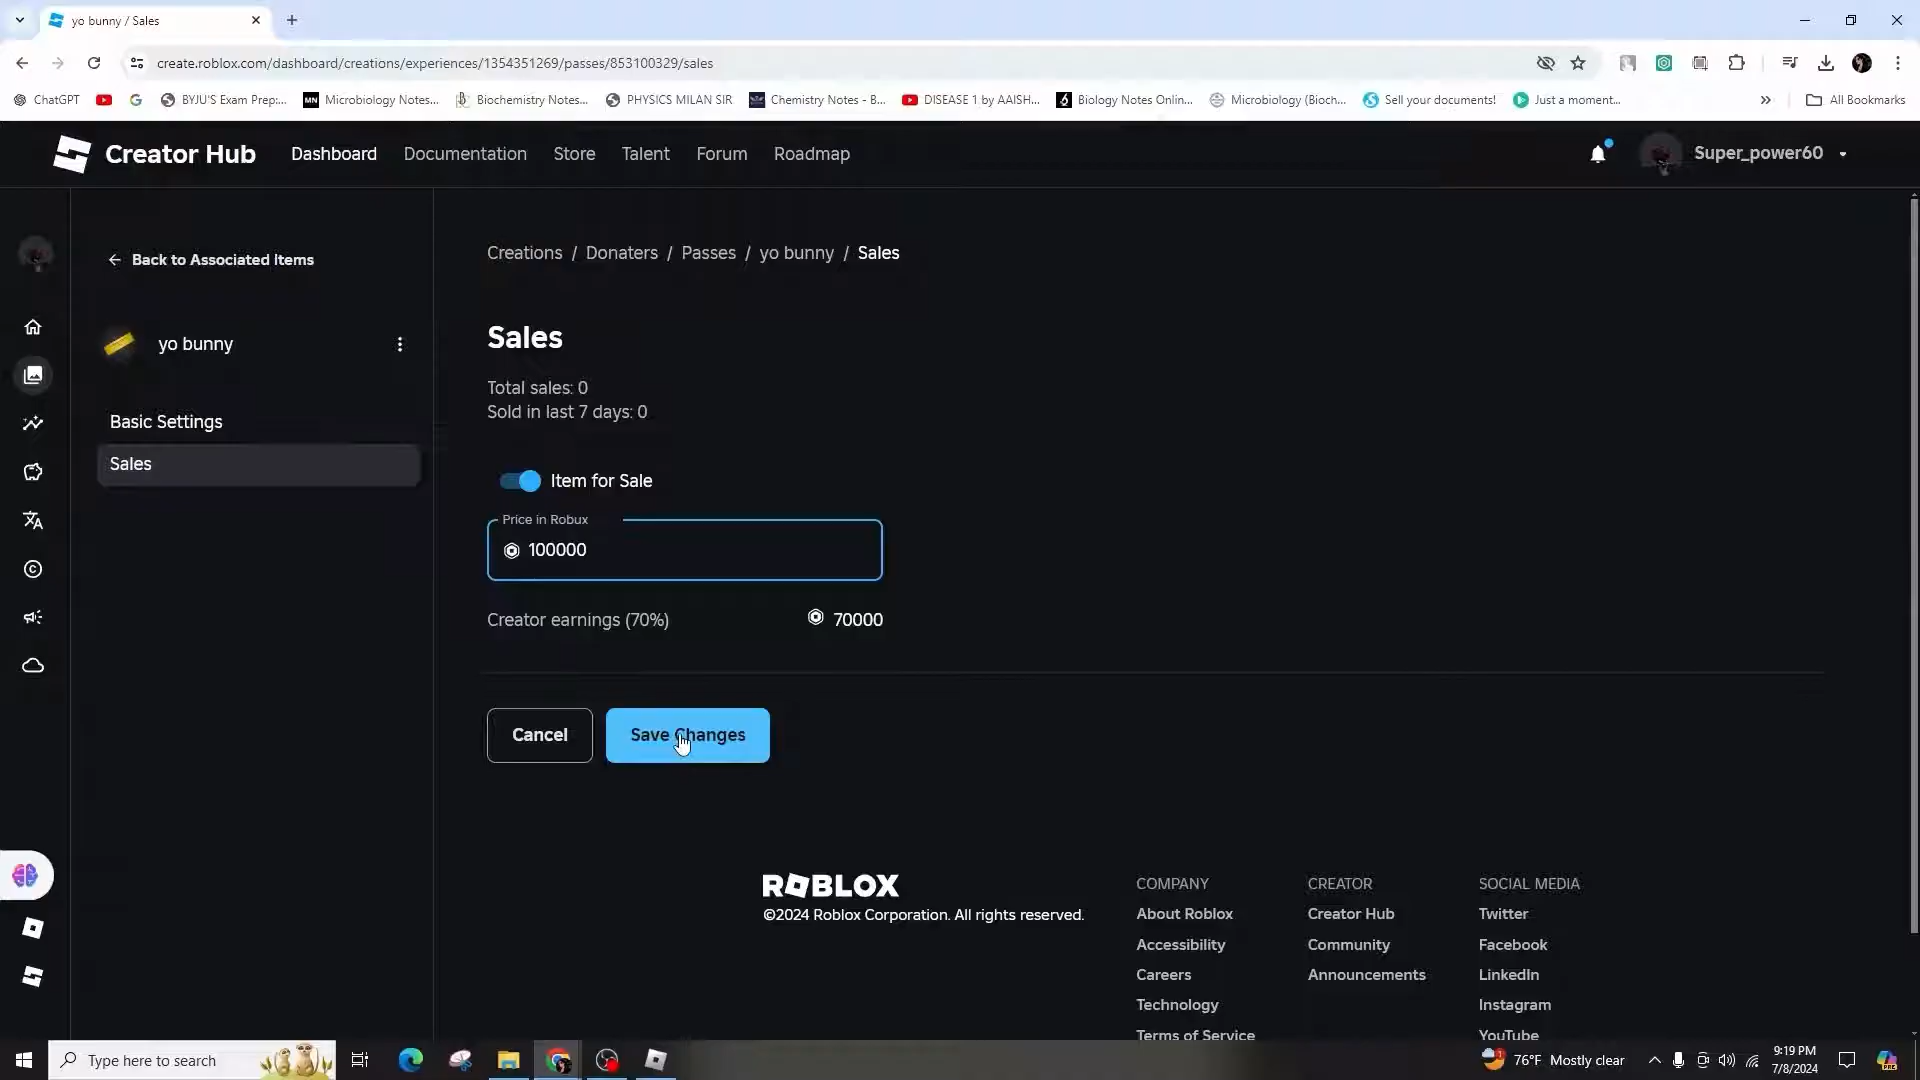 yo bunny / Sales
create.roblox.com/dashboard/creations/experiences/1354351269/passes/853100329/sales
ChatGPT
BYJU'S Exam Prep:...
Microbiology Notes...
Biochemistry Notes...
PHYSICS MILAN SIR
Chemistry Notes - B...
DISEASE 1 by AAISH...
Biology Notes Onlin...
Microbiology (Bioch...
Sell your documents!
Just a moment...
All Bookmarks
Creator Hub
Dashboard
Documentation
Store
Talent
Forum
Roadmap
Super_power60
Back to Associated Items
yo bunny
Basic Settings
Sales
Creations / Donaters / Passes / yo bunny / Sales
Sales
Total sales: 0
Sold in last 7 days: 0
Item for Sale
Price in Robux
100000
Creator earnings (70%)
70000
Cancel
Save Changes
ROBLOX
©2024 Roblox Corporation. All rights reserved.
COMPANY
About Roblox
Accessibility
Careers
Technology
Terms of Service
CREATOR
Creator Hub
Community
Announcements
SOCIAL MEDIA
Twitter
Facebook
LinkedIn
Instagram
YouTube
Type here to search
76°F Mostly clear
9:19 PM
7/8/2024